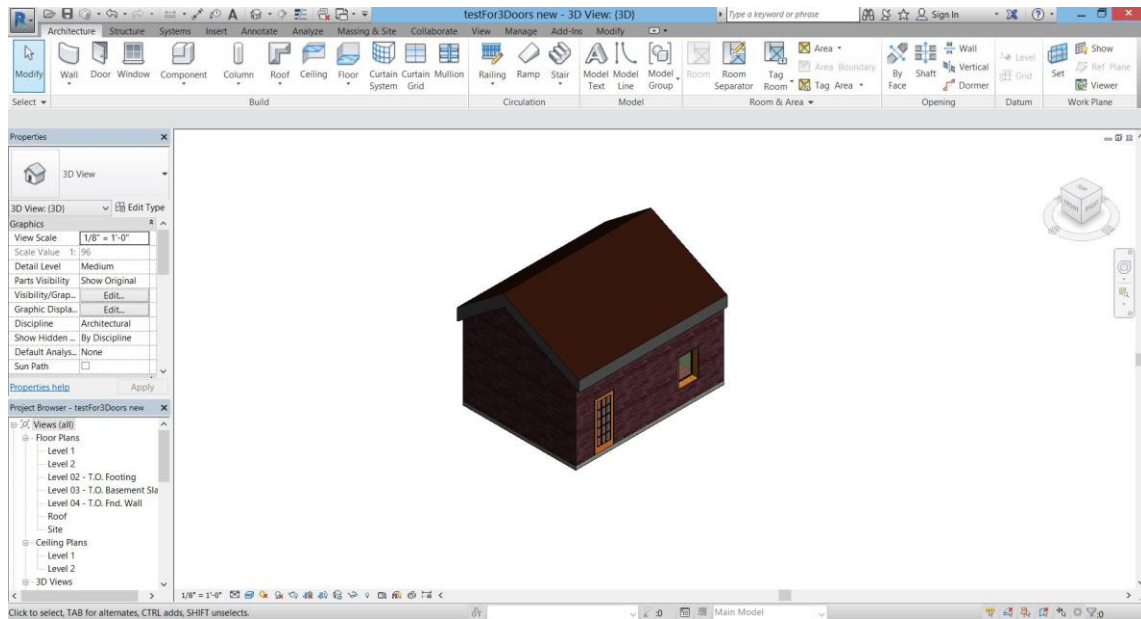 testFor3Doors new - 3D View: {3D}
Type a keyword or phrase
Sign In
Architecture Structure Systems Insert Annotate Analyze Massing & Site Collaborate View Manage Add-Ins Modify
Modify
Wall Door Window Component Column Roof Ceiling Floor Curtain System Curtain Grid Mullion
Railing Ramp Stair
Model Text Model Line Model Group
Room Room Separator Tag Room
Area
Area Boundary
Tag Area
By Face Shaft
Wall
Vertical
Dormer
Level
Grid
Set
Show
Ref Plane
Viewer
Select Build Circulation Model Room & Area Opening Datum Work Plane
Properties
3D View
3D View: {3D} Edit Type
Graphics
View Scale 1/8" = 1'-0"
Scale Value 1: 96
Detail Level Medium
Parts Visibility Show Original
Visibility/Grap... Edit...
Graphic Displa... Edit...
Discipline Architectural
Show Hidden ... By Discipline
Default Analys... None
Sun Path
Properties help Apply
Project Browser - testFor3Doors new
Views (all)
Floor Plans
Level 1
Level 2
Level 02 - T.O. Footing
Level 03 - T.O. Basement Sla
Level 04 - T.O. Fnd. Wall
Roof
Site
Ceiling Plans
Level 1
Level 2
3D Views
TOP
FRONT RIGHT
1/8" = 1'-0"
Click to select, TAB for alternates, CTRL adds, SHIFT unselects.
:0
Main Model
:0